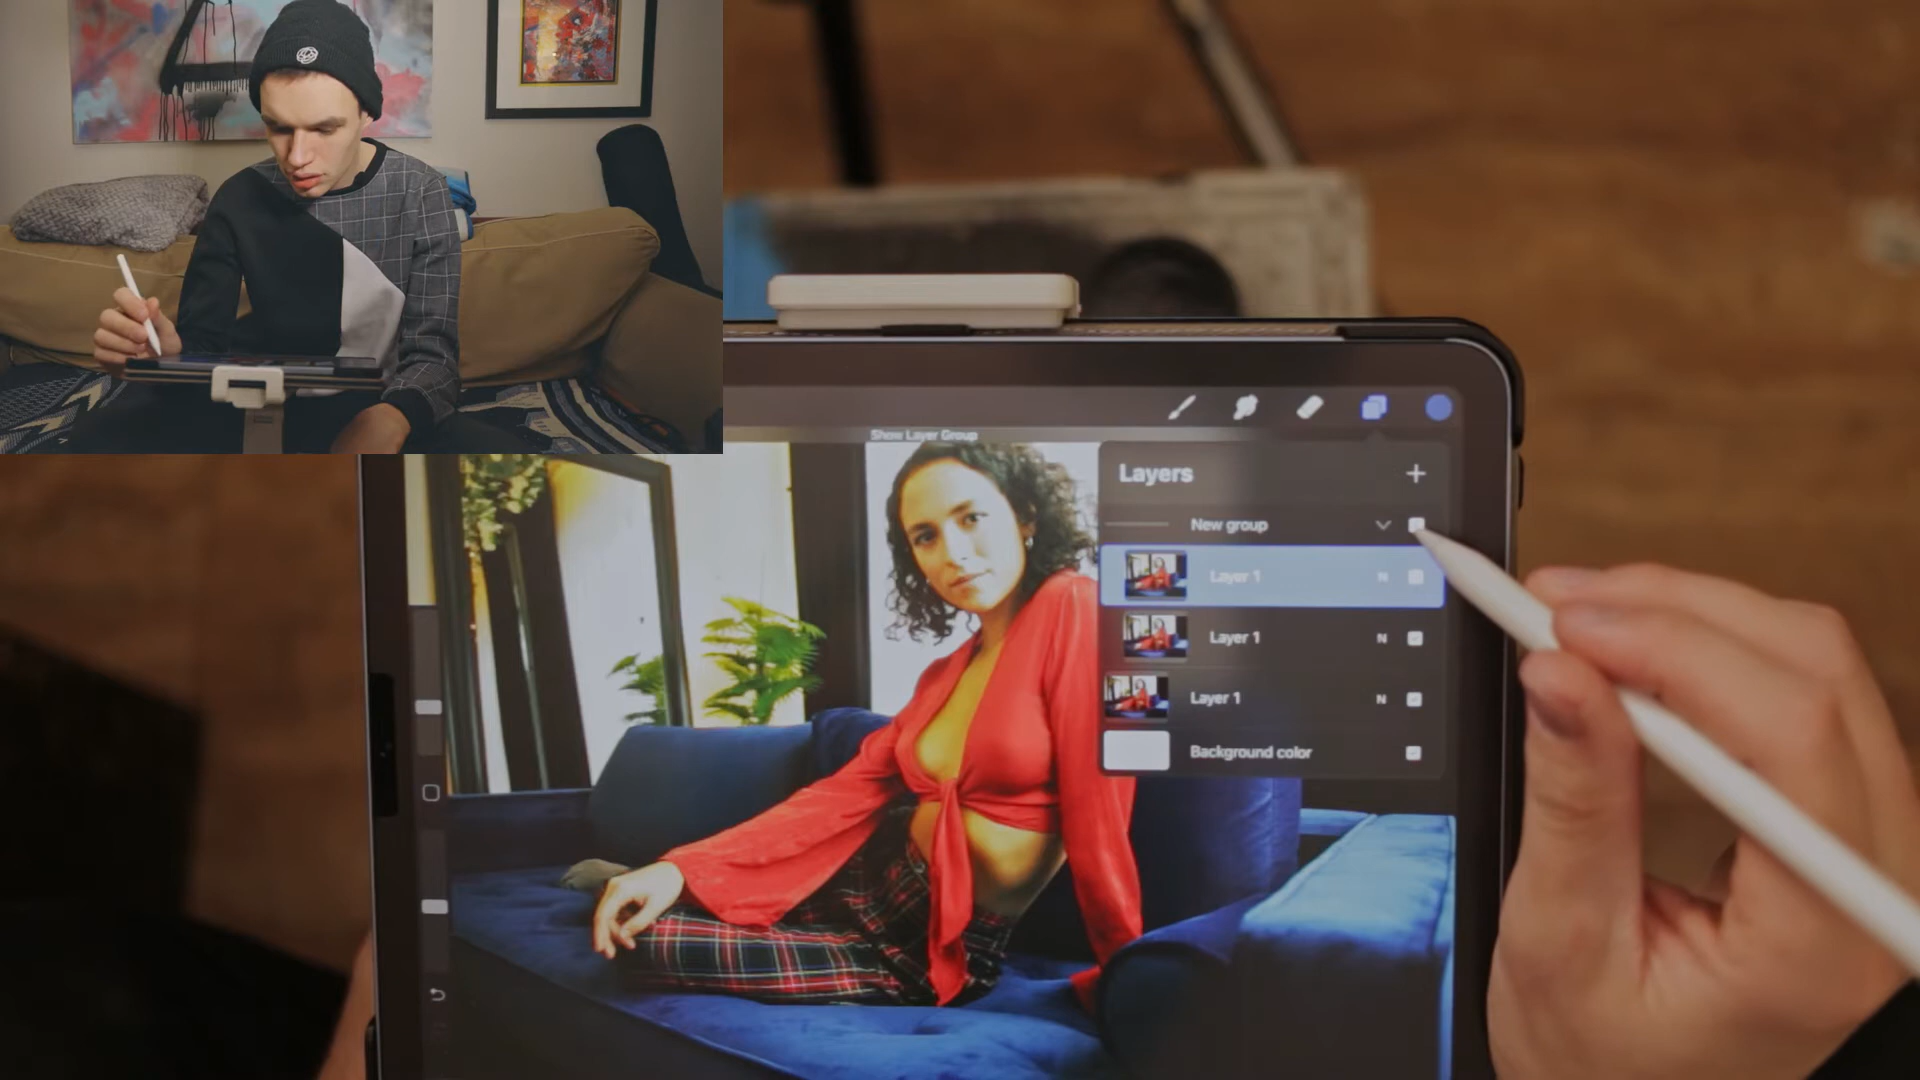 Show Layer Group
Layers
New group
Layer 1 N
Layer 1 N
Layer 1 N
Background color